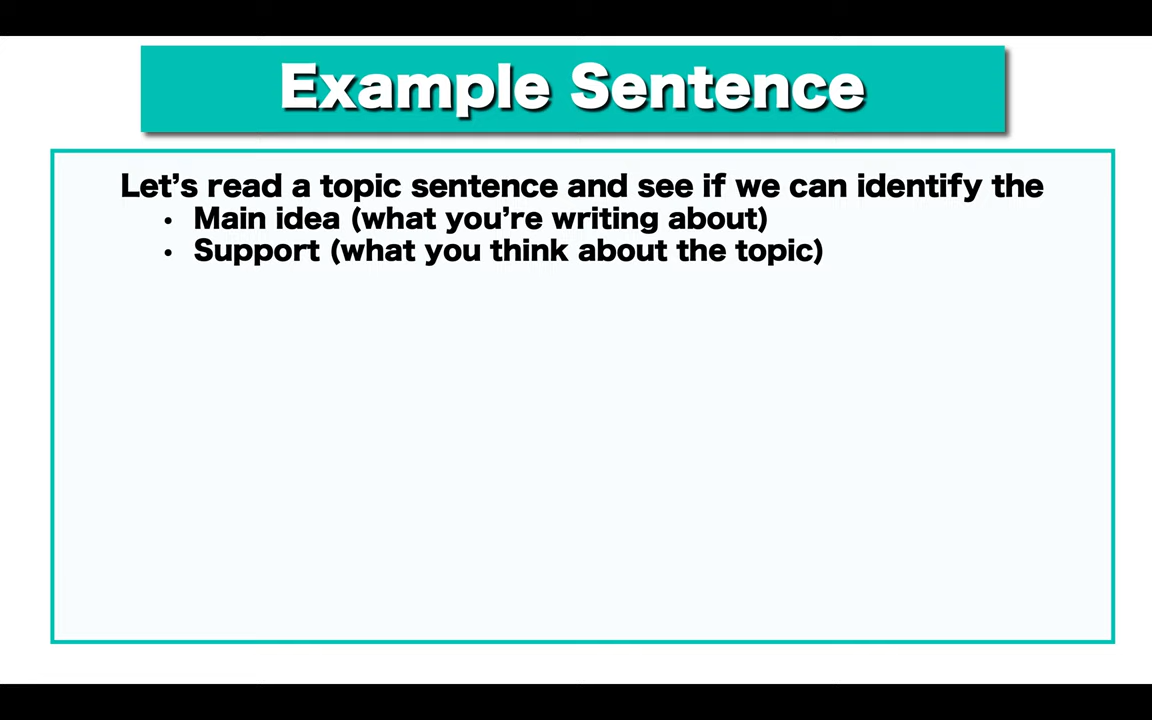 Example Sentence
Let’s read a topic sentence and see if we can identify the
• Main idea (what you’re writing about)
• Support (what you think about the topic)